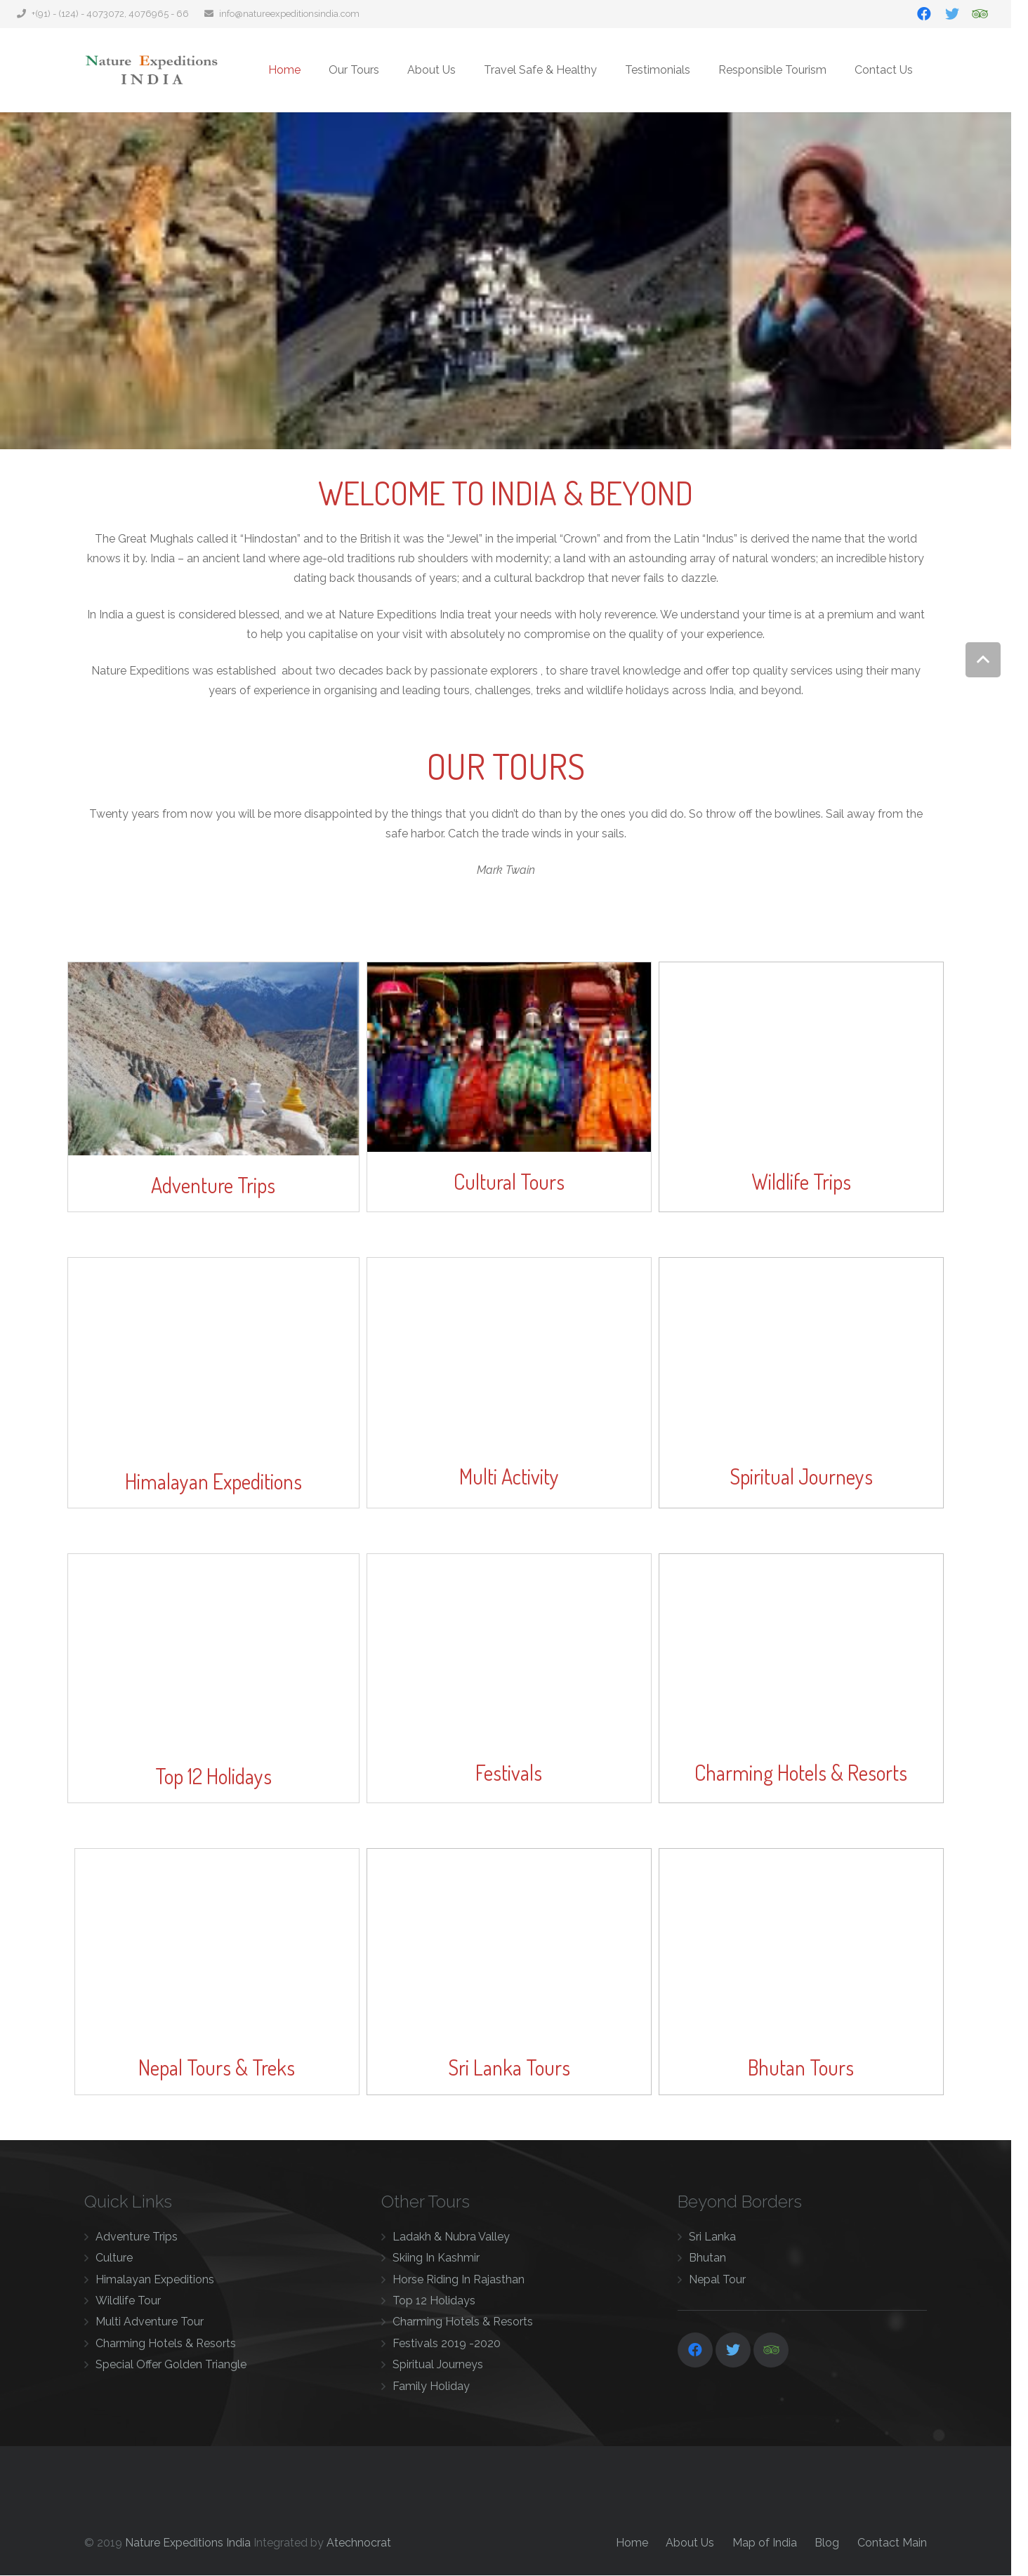 +(91) - (124) - 4073072, 4076965 - 66 info@natureexpeditionsindia.com
Nature Expeditions
INDIA
Home Our Tours About Us Travel Safe & Healthy Testimonials Responsible Tourism Contact Us
WELCOME TO INDIA & BEYOND
The Great Mughals called it “Hindostan” and to the British it was the “Jewel” in the imperial “Crown” and from the Latin “Indus” is derived the name that the world
knows it by. India – an ancient land where age-old traditions rub shoulders with modernity; a land with an astounding array of natural wonders; an incredible history
dating back thousands of years; and a cultural backdrop that never fails to dazzle.
In India a guest is considered blessed, and we at Nature Expeditions India treat your needs with holy reverence. We understand your time is at a premium and want
to help you capitalise on your visit with absolutely no compromise on the quality of your experience.
Nature Expeditions was established about two decades back by passionate explorers , to share travel knowledge and offer top quality services using their many
years of experience in organising and leading tours, challenges, treks and wildlife holidays across India, and beyond.
OUR TOURS
Twenty years from now you will be more disappointed by the things that you didn’t do than by the ones you did do. So throw off the bowlines. Sail away from the
safe harbor. Catch the trade winds in your sails.
Mark Twain
Adventure Trips
Cultural Tours
Wildlife Trips
Himalayan Expeditions
Multi Activity
Spiritual Journeys
Top 12 Holidays
Festivals
Charming Hotels & Resorts
Nepal Tours & Treks
Sri Lanka Tours
Bhutan Tours
Quick Links
Adventure Trips
Culture
Himalayan Expeditions
Wildlife Tour
Multi Adventure Tour
Charming Hotels & Resorts
Special Offer Golden Triangle
Other Tours
Ladakh & Nubra Valley
Skiing In Kashmir
Horse Riding In Rajasthan
Top 12 Holidays
Charming Hotels & Resorts
Festivals 2019 -2020
Spiritual Journeys
Family Holiday
Beyond Borders
Sri Lanka
Bhutan
Nepal Tour
© 2019 Nature Expeditions India Integrated by Atechnocrat
Home About Us Map of India Blog Contact Main